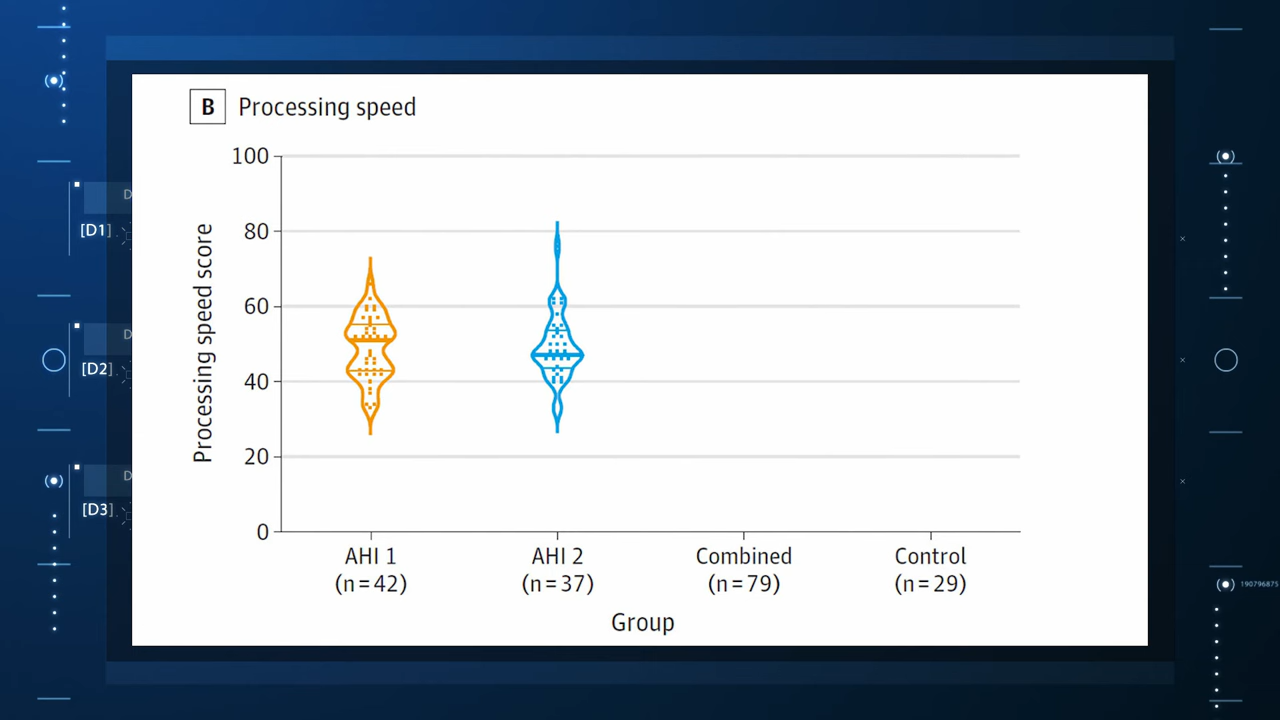 B Processing speed
100
80
60
40
20
0
Processing speed score
AHI 1
(n=42)
AHI 2
(n=37)
Combined
(n=79)
Control
(n=29)
Group
D
[D1]
D
[D2]
D
[D3]
190796875